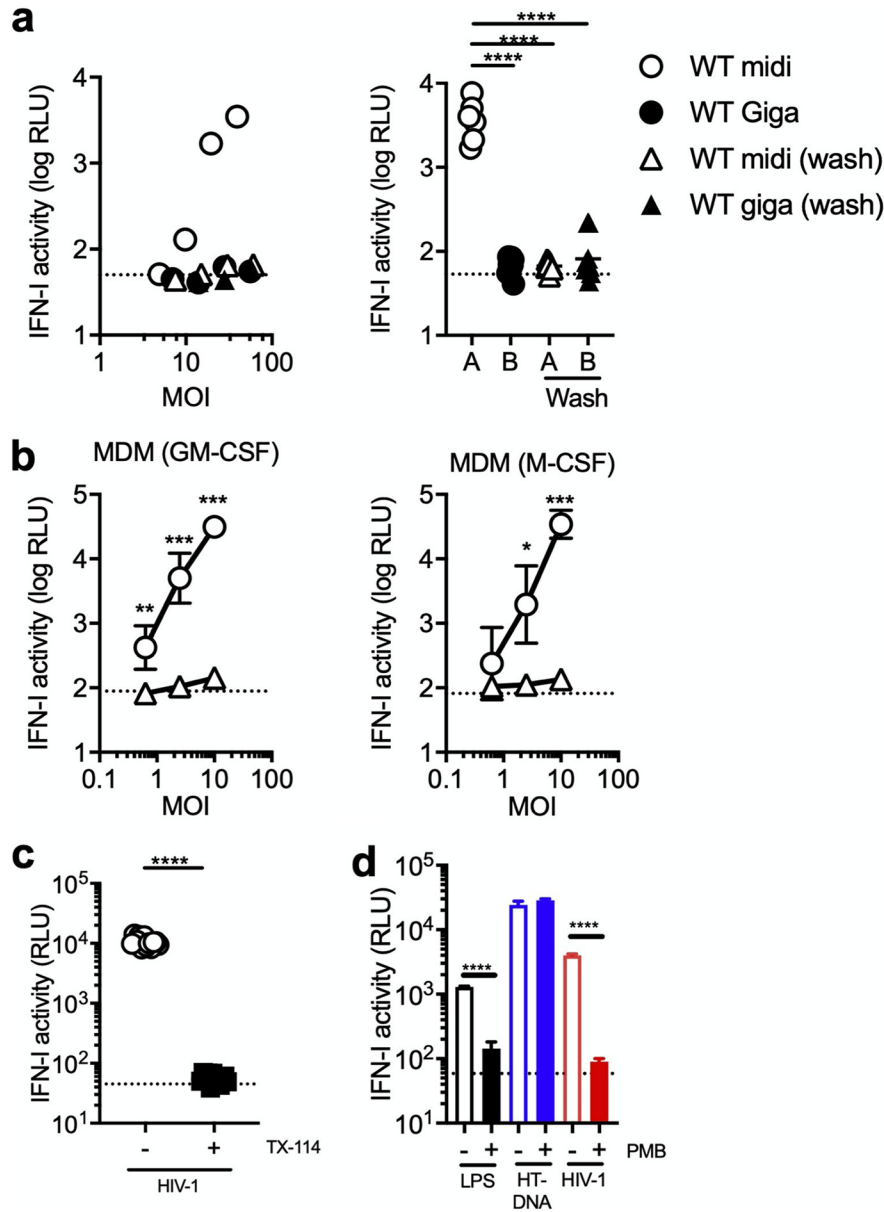 a
IFN-I activity (log RLU)
4
3
2
1
1 10 100
MOI
IFN-I activity (log RLU)
****
****
****
4
3
2
1
A B A B
Wash
WT midi
WT Giga
WT midi (wash)
WT giga (wash)
b
MDM (GM-CSF)
IFN-I activity (log RLU)
5
4
3
2
1
**
***
***
0.1 1 10 100
MOI
MDM (M-CSF)
IFN-I activity (log RLU)
5
4
3
2
1
*
***
0.1 1 10 100
MOI
c
IFN-I activity (RLU)
****
10⁵
10⁴
10³
10²
10¹
- + TX-114
HIV-1
d
IFN-I activity (RLU)
10⁵
10⁴
10³
10²
10¹
****
****
- + - + - + PMB
LPS HT- HIV-1
DNA